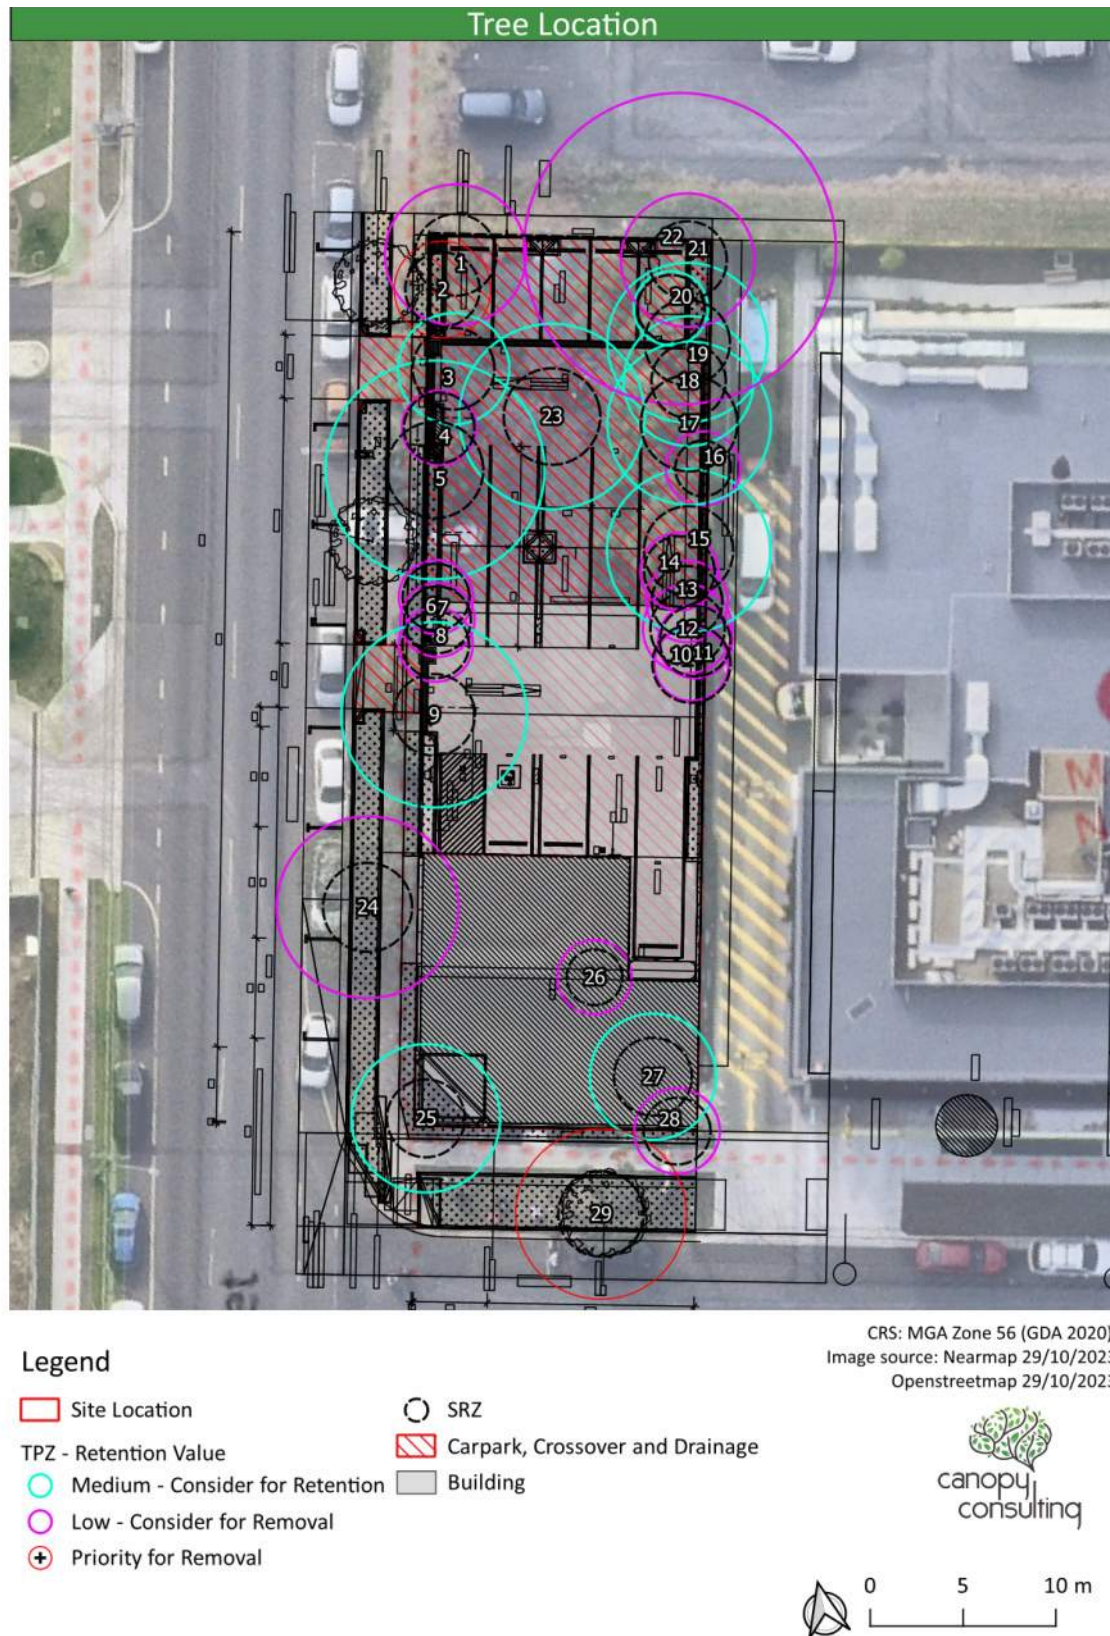 Tree Location
22
21
1
2
20
19
3
18
23
17
4
16
5
15
14
13
67
12
8
10 11
9
24
26
27
25
28
29
CRS: MGA Zone 56 (GDA 2020)
Image source: Nearmap 29/10/2023
Openstreetmap 29/10/2023
Legend
Site Location
SRZ
TPZ - Retention Value
Carpark, Crossover and Drainage
Medium - Consider for Retention
Building
Low - Consider for Removal
Priority for Removal
canopy
consulting
0 5 10 m